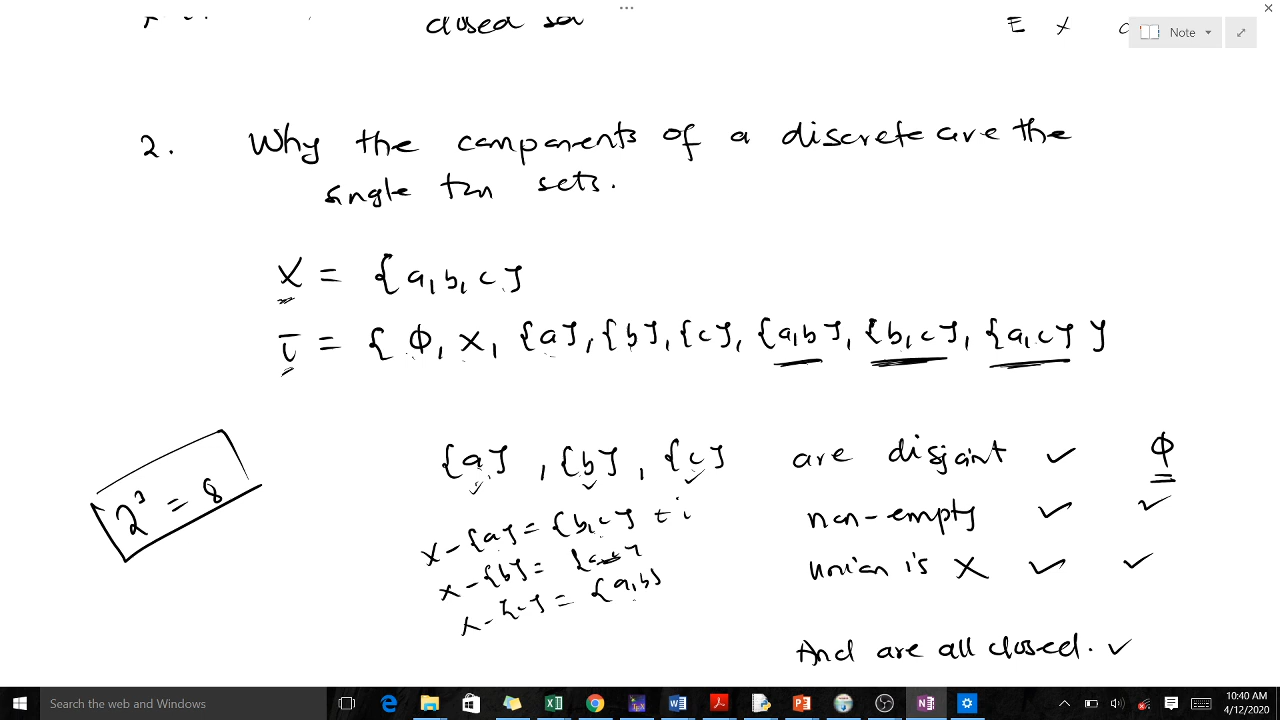 closed
E X
Note
2. Why the components of a discrete are the
single ton sets.
X = {a, b, c}
τ = { Φ, X, {a}, {b}, {c}, {a, b}, {b, c}, {a, c} }
2³ = 8
{a}, {b}, {c} are disjoint ✓ Φ
X - {a} = {b, c} ∈ τ non-empty ✓ ✓
X - {b} = union is X ✓ ✓
X - {c} = {a, b}
And are all closed. ✓
Search the web and Windows
10:40 AM
4/12/2020